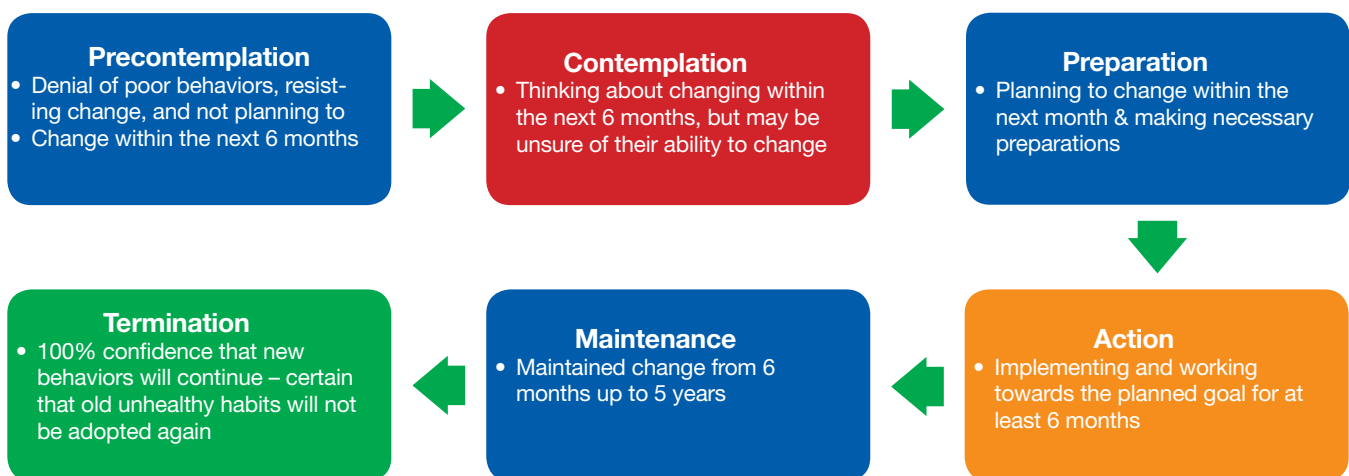 Precontemplation
• Denial of poor behaviors, resist-
ing change, and not planning to
• Change within the next 6 months
Contemplation
• Thinking about changing within
the next 6 months, but may be
unsure of their ability to change
Preparation
• Planning to change within the
next month & making necessary
preparations
Action
• Implementing and working
towards the planned goal for at
least 6 months
Maintenance
• Maintained change from 6
months up to 5 years
Termination
• 100% confidence that new
behaviors will continue – certain
that old unhealthy habits will not
be adopted again